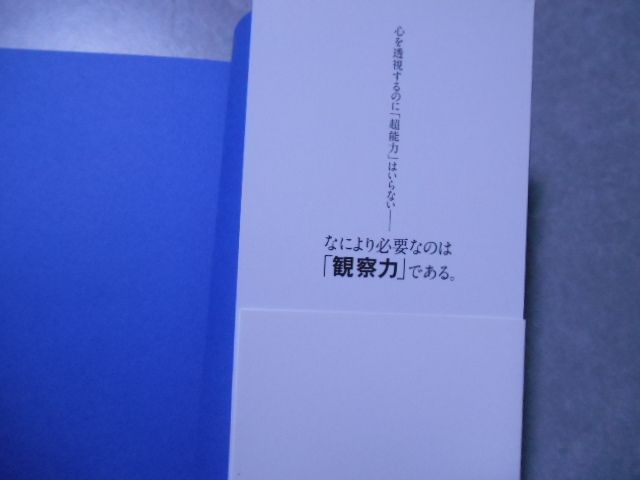 心を透視するのに「超能力」はいらない――
なにより必要なのは
「観察力」である。